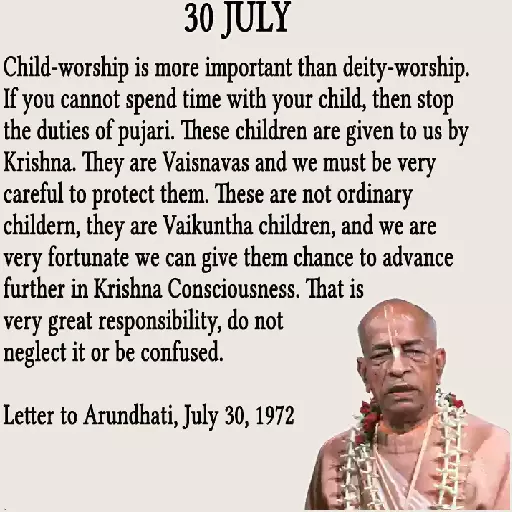 30 JULY
Child-worship is more important than deity-worship.
If you cannot spend time with your child, then stop
the duties of pujari. These children are given to us by
Krishna. They are Vaisnavas and we must be very
careful to protect them. These are not ordinary
childern, they are Vaikuntha children, and we are
very fortunate we can give them chance to advance
further in Krishna Consciousness. That is
very great responsibility, do not
neglect it or be confused.
Letter to Arundhati, July 30, 1972